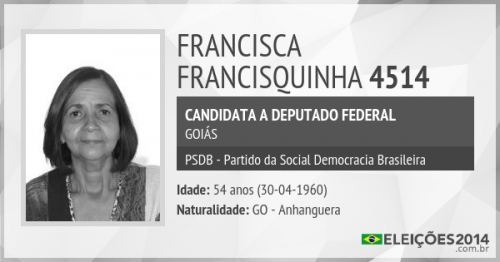 FRANCISCA
FRANCISQUINHA 4514
CANDIDATA A DEPUTADO FEDERAL
GOIÁS
PSDB - Partido da Social Democracia Brasileira
Idade: 54 anos (30-04-1960)
Naturalidade: GO - Anhanguera
ELEIÇÕES2014
.com.br